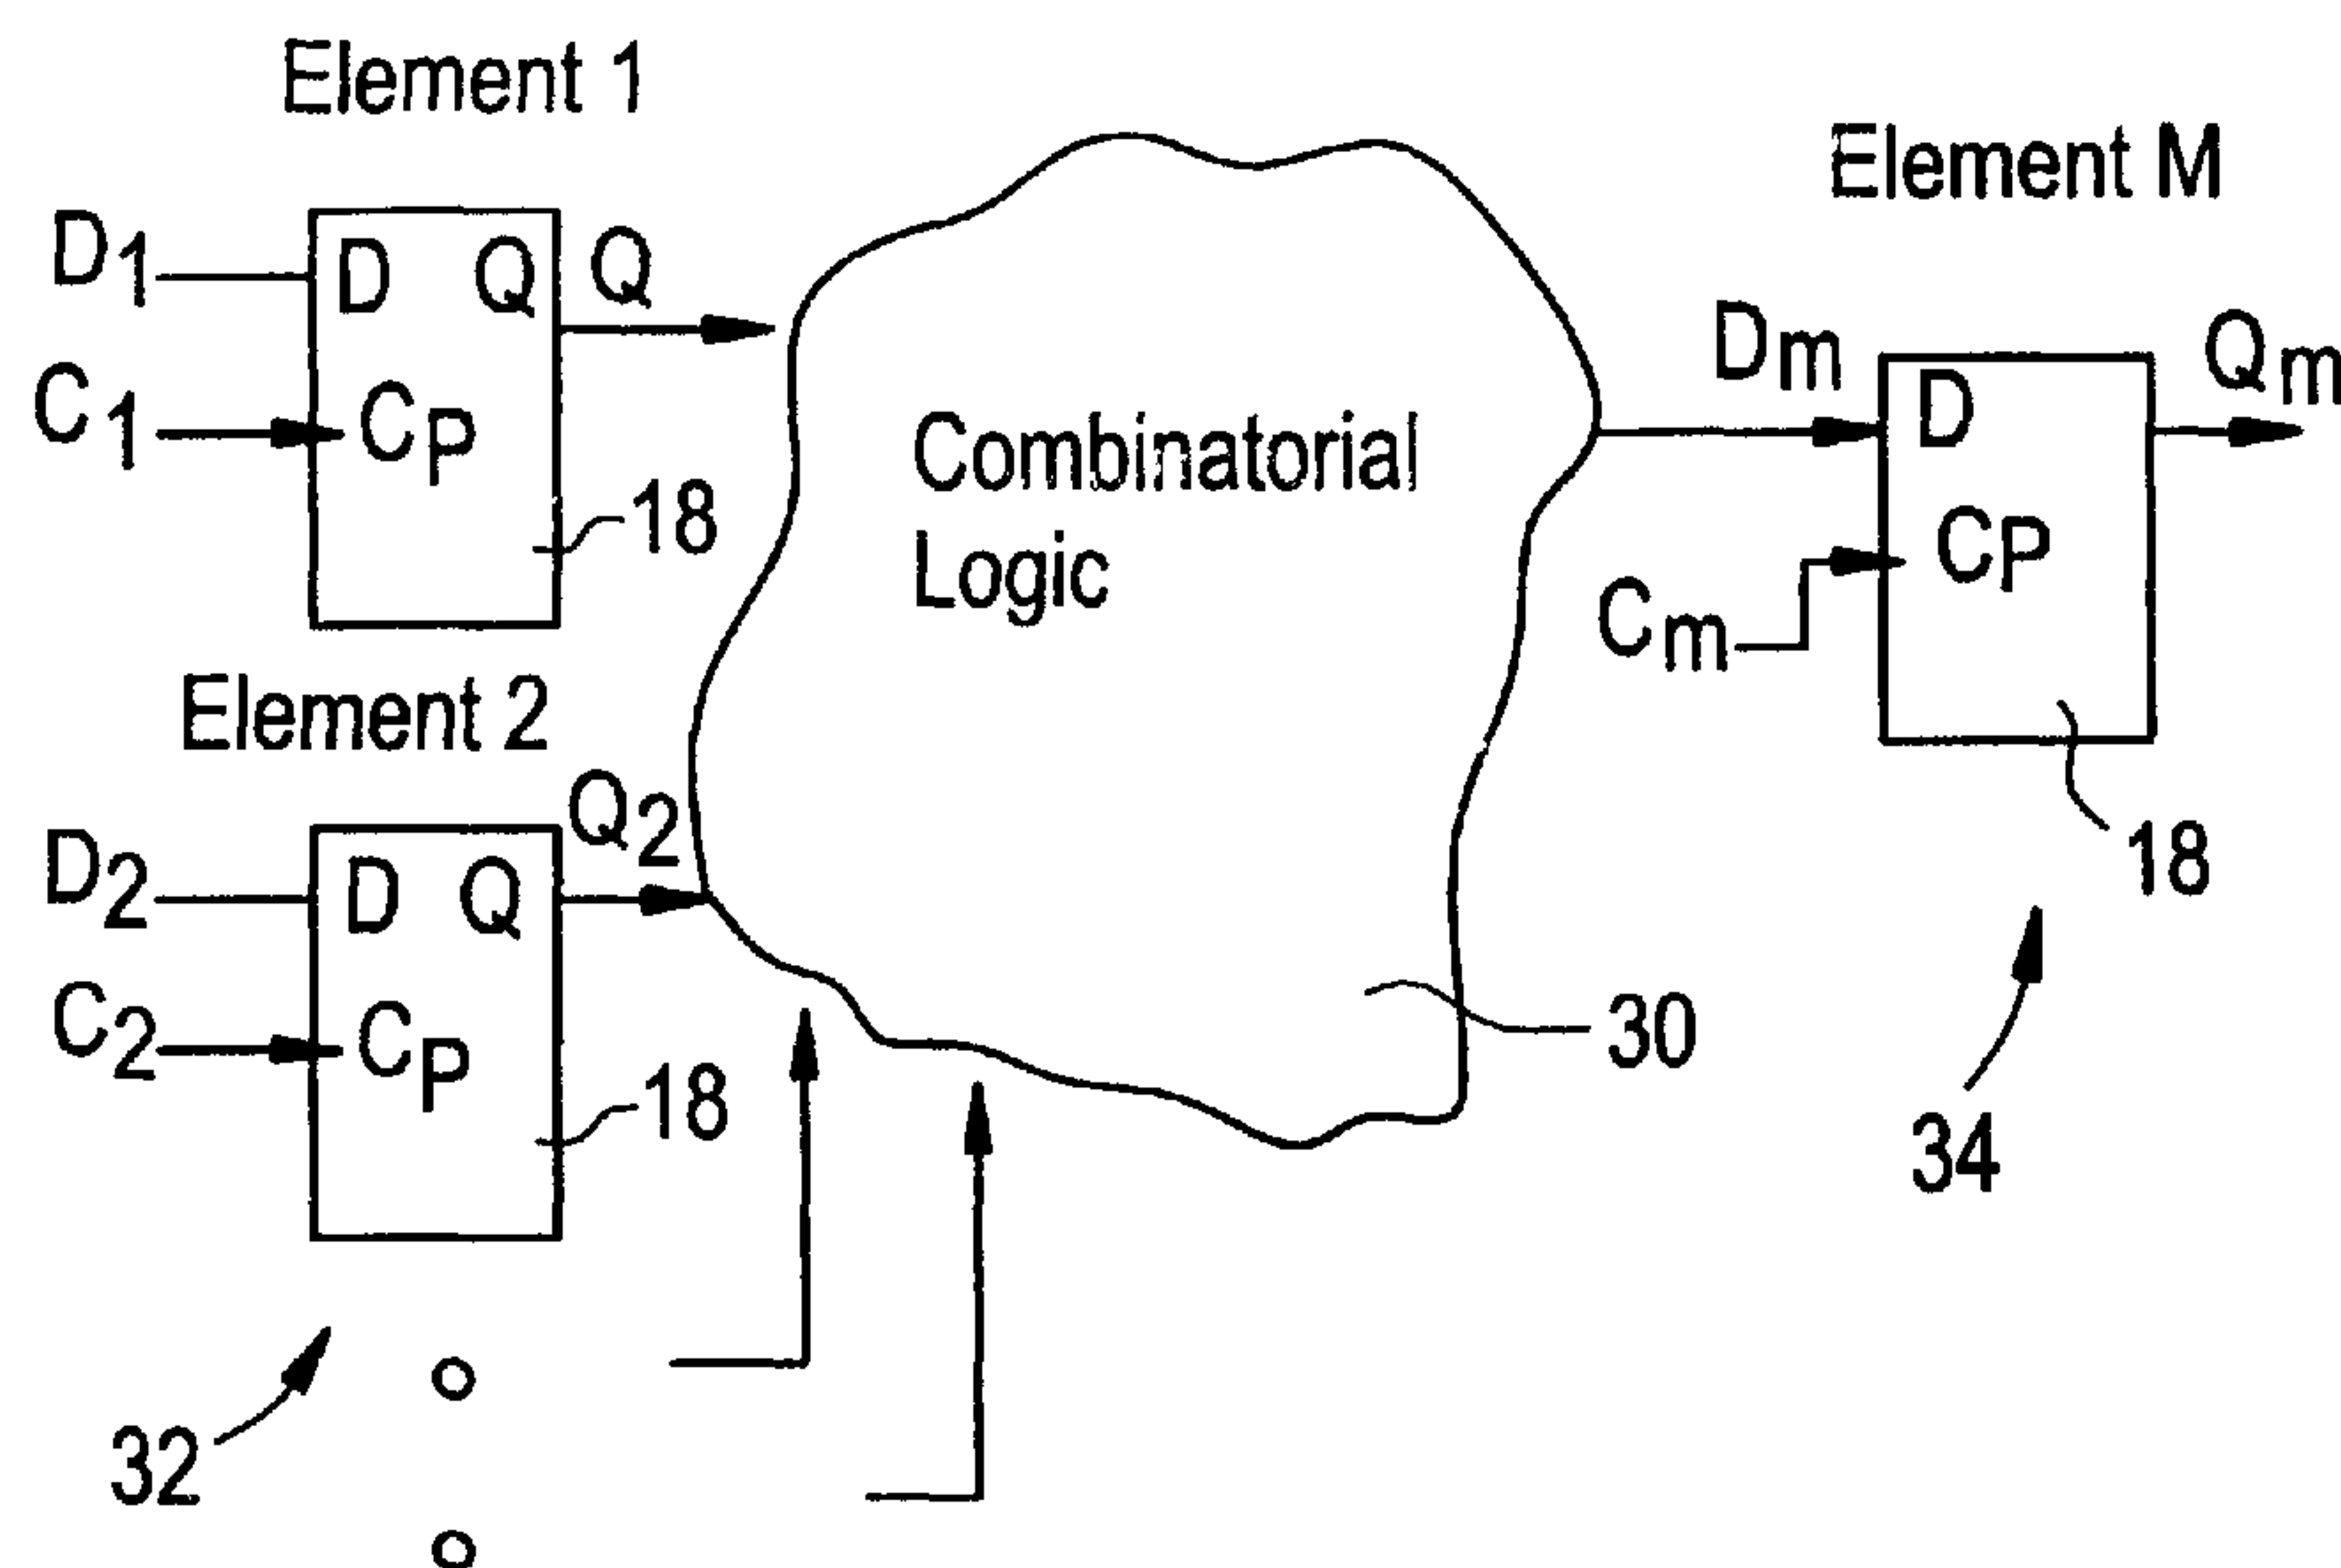 Element 1
D1
D Q
Q
C1
CP
18
Element 2
D2
D Q
Q2
C2
CP
18
32
Combinatorial
Logic
30
Element M
Dm
D
Qm
Cm
CP
18
34